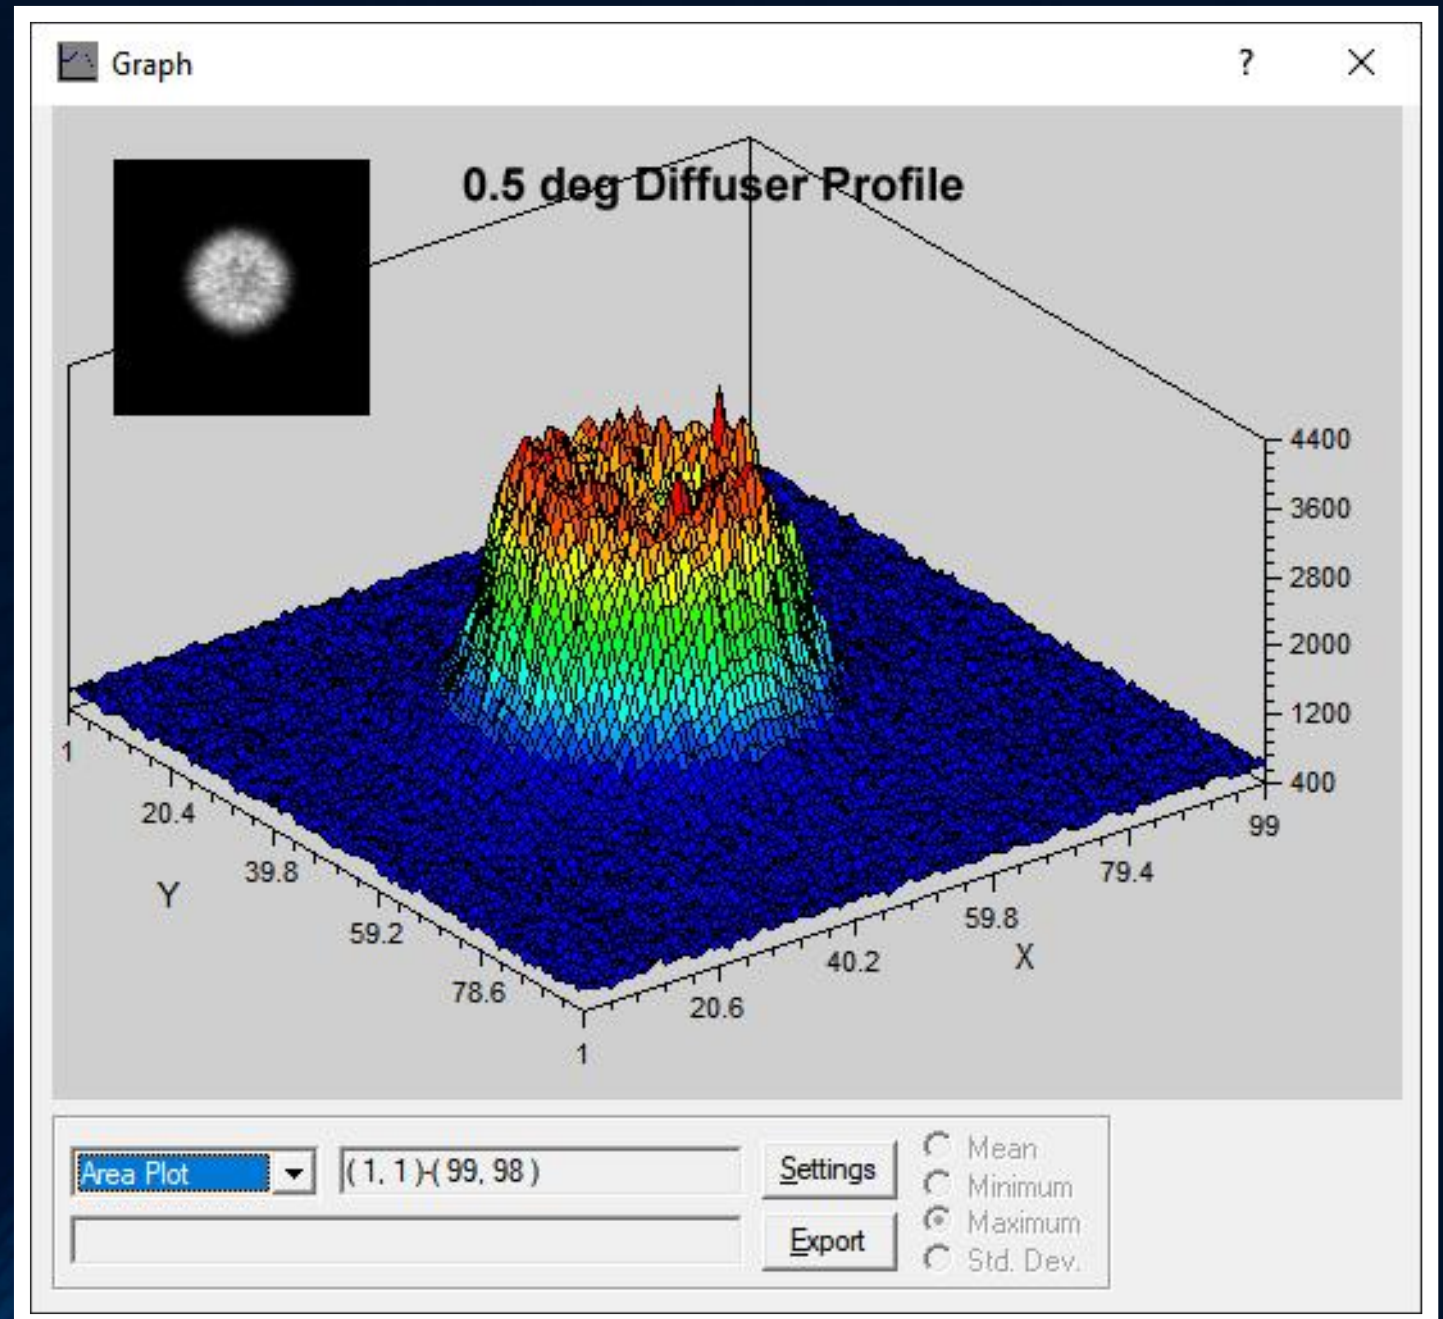 Graph
?
0.5 deg Diffuser Profile
4400
3600
2800
2000
1200
400
1
20.4
39.8
59.2
78.6
Y
99
79.4
59.8
40.2
20.6
1
X
Area Plot
( 1, 1 )-( 99, 98 )
Settings
Export
Mean
Minimum
Maximum
Std. Dev.